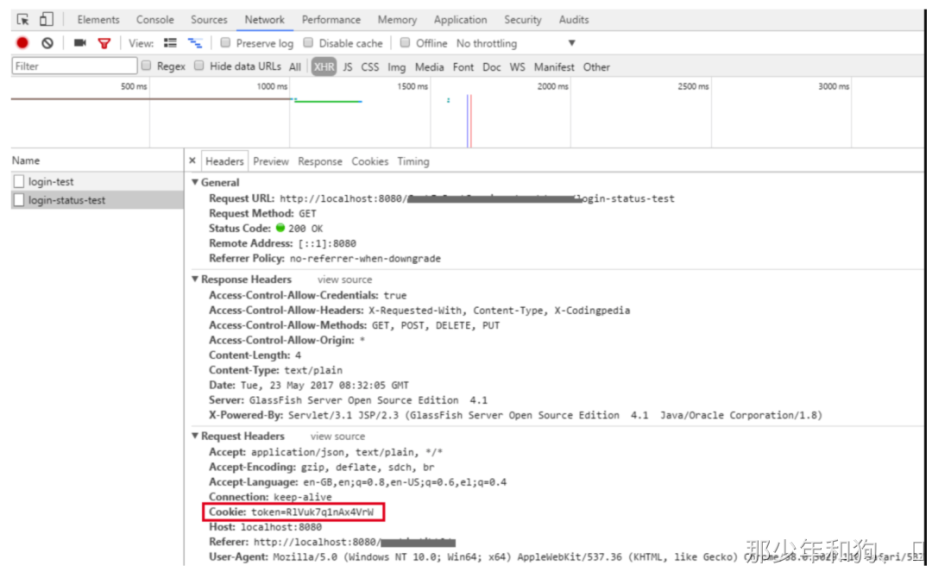 Elements Console Sources Network Performance Memory Application Security Audits
View: Preserve log Disable cache Offline No throttling
Filter Regex Hide data URLs All XHR JS CSS Img Media Font Doc WS Manifest Other
500 ms 1000 ms 1500 ms 2000 ms 2500 ms 3000 ms
Name
login-test
login-status-test
× Headers Preview Response Cookies Timing
General
Request URL: http://localhost:8080/ login-status-test
Request Method: GET
Status Code: 200 OK
Remote Address: [::1]:8080
Referrer Policy: no-referrer-when-downgrade
Response Headers view source
Access-Control-Allow-Credentials: true
Access-Control-Allow-Headers: X-Requested-With, Content-Type, X-Codingpedia
Access-Control-Allow-Methods: GET, POST, DELETE, PUT
Access-Control-Allow-Origin: *
Content-Length: 4
Content-Type: text/plain
Date: Tue, 23 May 2017 08:32:05 GMT
Server: GlassFish Server Open Source Edition 4.1
X-Powered-By: Servlet/3.1 JSP/2.3 (GlassFish Server Open Source Edition 4.1 Java/Oracle Corporation/1.8)
Request Headers view source
Accept: application/json, text/plain, */*
Accept-Encoding: gzip, deflate, sdch, br
Accept-Language: en-GB,en;q=0.8,en-US;q=0.6,el;q=0.4
Connection: keep-alive
Cookie: token=RlVuk7q1nAx4VrW
Host: localhost:8080
Referer: http://localhost:8080/
User-Agent: Mozilla/5.0 (Windows NT 10.0; Win64; x64) AppleWebKit/537.36 (KHTML, like Gecko)
那少年和狗